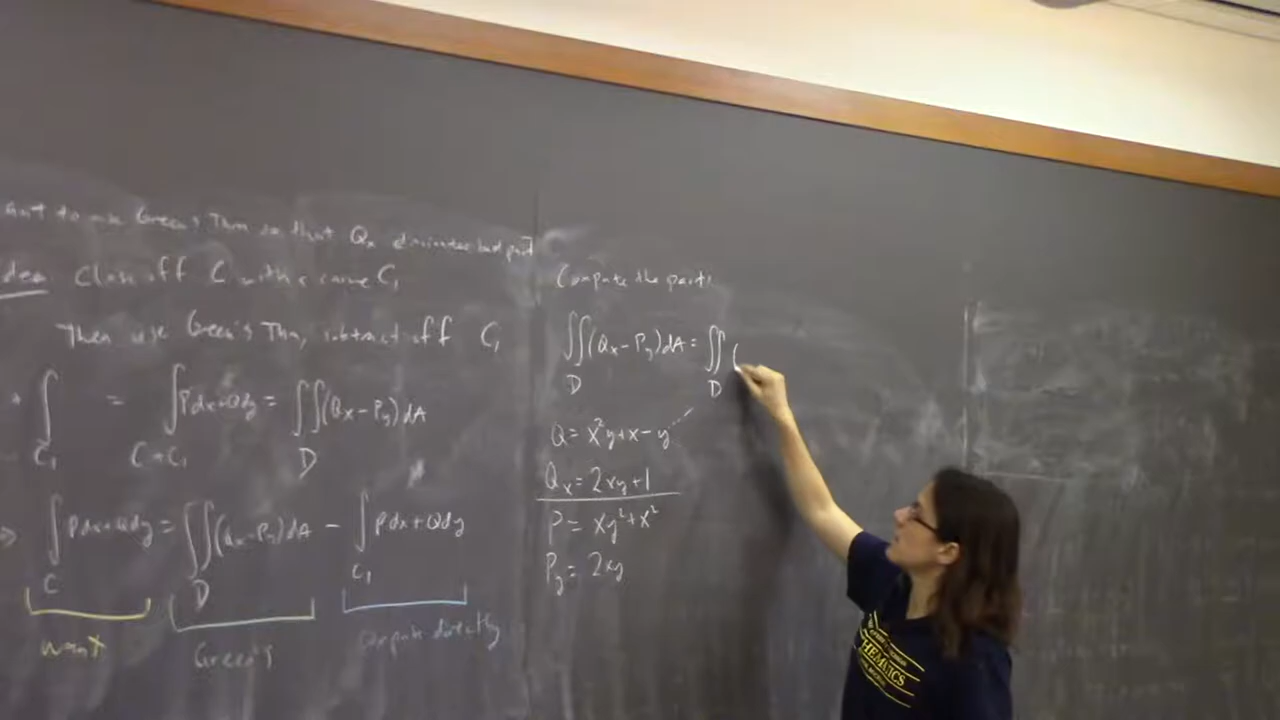 want to use Green's Thm so that Qx eliminates bad part
Idea Close off C with a curve C₁
Then use Green's Thm, subtract off C₁
∫ = ∫Pdx+Qdy = ∬(Qx-Py)dA
C₁ C+C₁ D
⇒ ∫Pdx+Qdy = ∬(Qx-Py)dA - ∫Pdx+Qdy
C D C₁
want Green's compute directly
Compute the parts
∬(Qx-Py)dA = ∬(
D D
Q = x²y+x-y
Qx = 2xy+1
P = xy²+x²
Py = 2xy